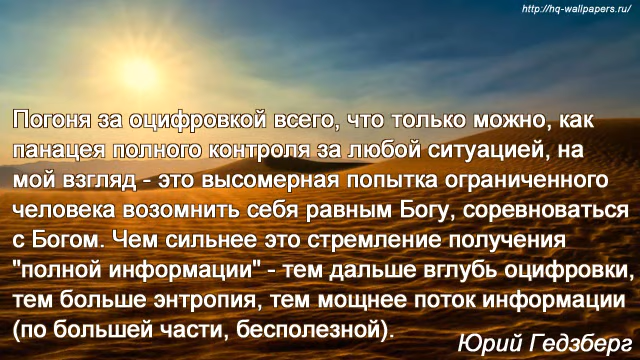 http://hq-wallpapers.ru/
Погоня за оцифровкой всего, что только можно, как
панацея полного контроля за любой ситуацией, на
мой взгляд - это высомерная попытка ограниченного
человека возомнить себя равным Богу, соревноваться
с Богом. Чем сильнее это стремление получения
"полной информации" - тем дальше вглубь оцифровки,
тем больше энтропия, тем мощнее поток информации
(по большей части, бесполезной).
Юрий Гедзберг